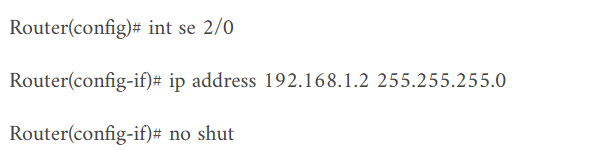 Router(config)# int se 2/0
Router(config-if)# ip address 192.168.1.2 255.255.255.0
Router(config-if)# no shut